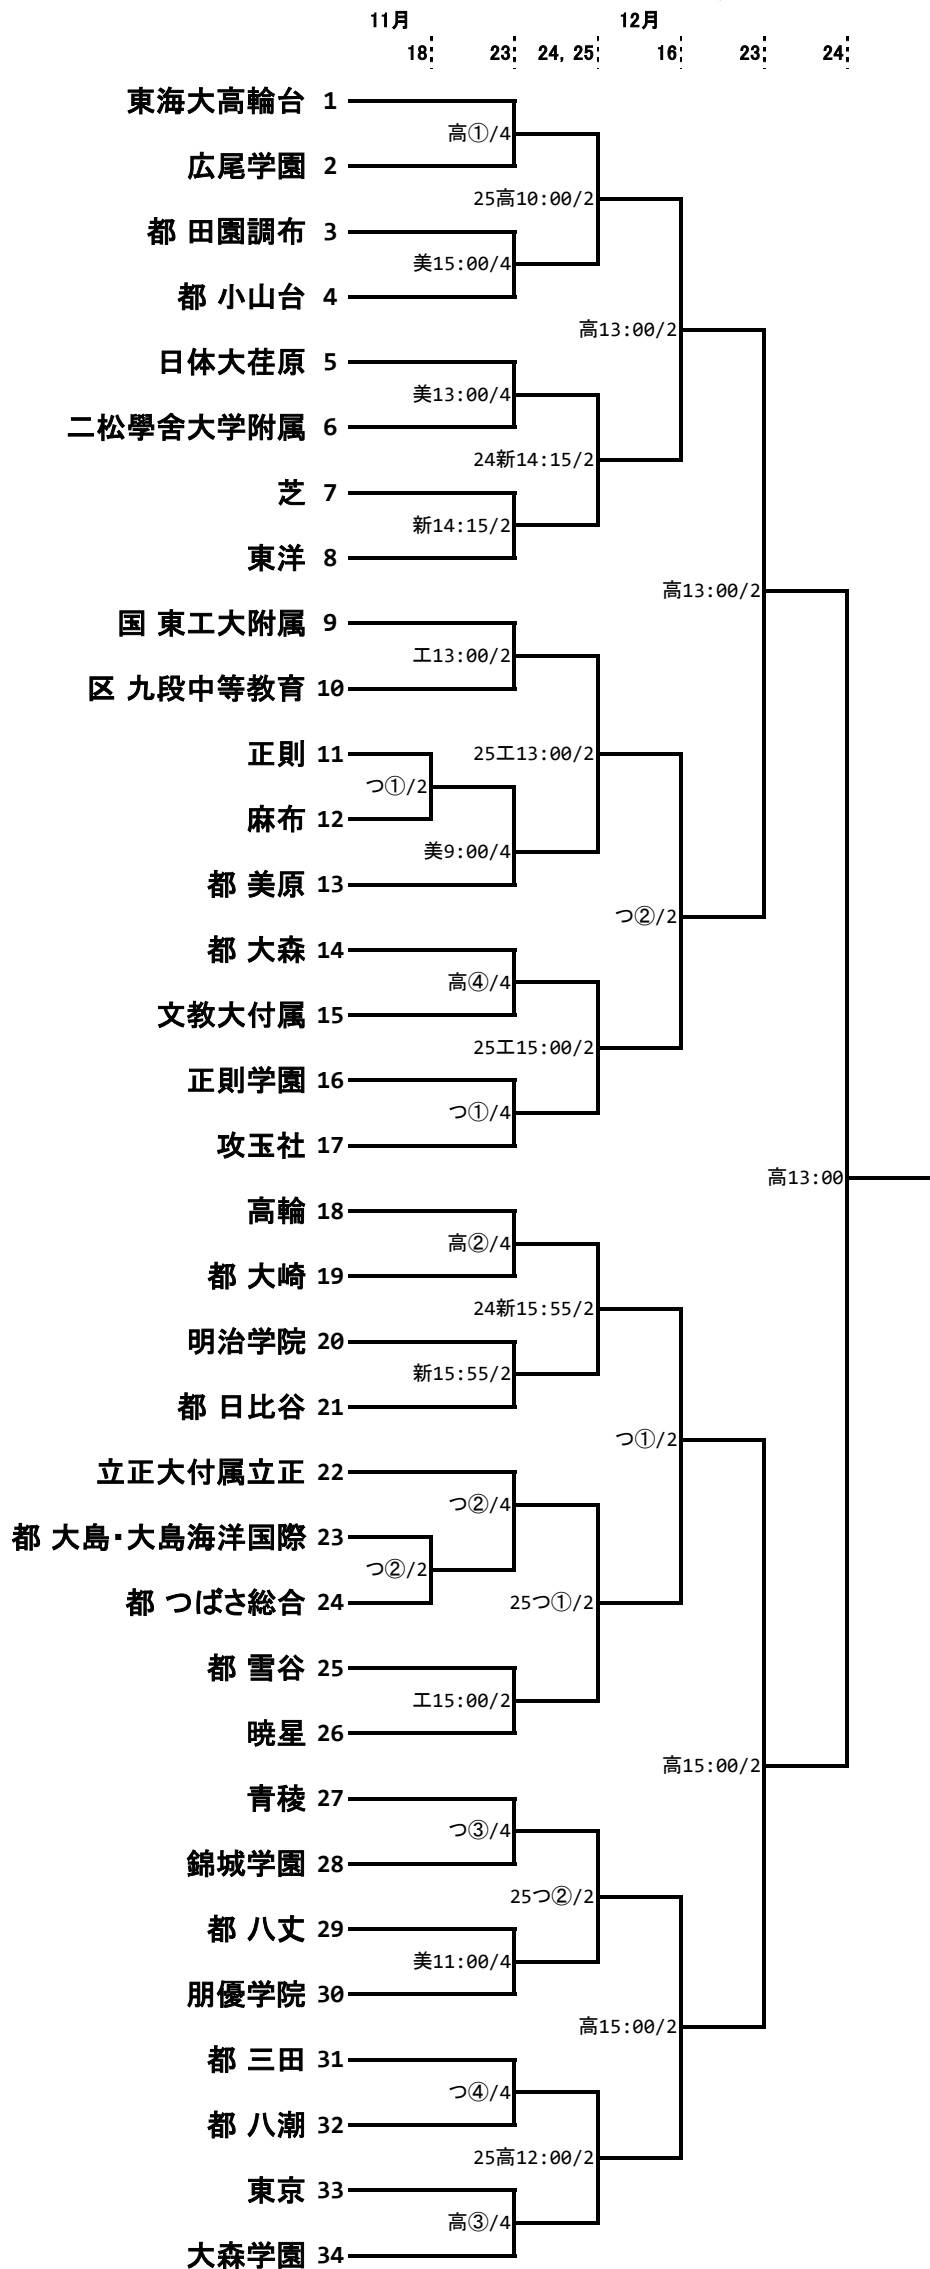 11月 12月
18 23 24, 25 16 23 24
東海大高輪台 1
高①/4
広尾学園 2
25高10:00/2
都 田園調布 3
美15:00/4
都 小山台 4
高13:00/2
日体大荏原 5
美13:00/4
二松學舍大学附属 6
24新14:15/2
芝 7
新14:15/2
東洋 8
高13:00/2
国 東工大附属 9
工13:00/2
区 九段中等教育 10
正則 11 25工13:00/2
つ①/2
麻布 12
美9:00/4
都 美原 13
つ②/2
都 大森 14
高④/4
文教大付属 15
25工15:00/2
正則学園 16
つ①/4
攻玉社 17
高13:00
高輪 18
高②/4
都 大崎 19
24新15:55/2
明治学院 20
新15:55/2
都 日比谷 21
つ①/2
立正大付属立正 22
つ②/4
都 大島・大島海洋国際 23
つ②/2
都 つばさ総合 24 25つ①/2
都 雪谷 25
工15:00/2
暁星 26
高15:00/2
青稜 27
つ③/4
錦城学園 28
25つ②/2
都 八丈 29
美11:00/4
朋優学院 30
高15:00/2
都 三田 31
つ④/4
都 八潮 32
25高12:00/2
東京 33
高③/4
大森学園 34